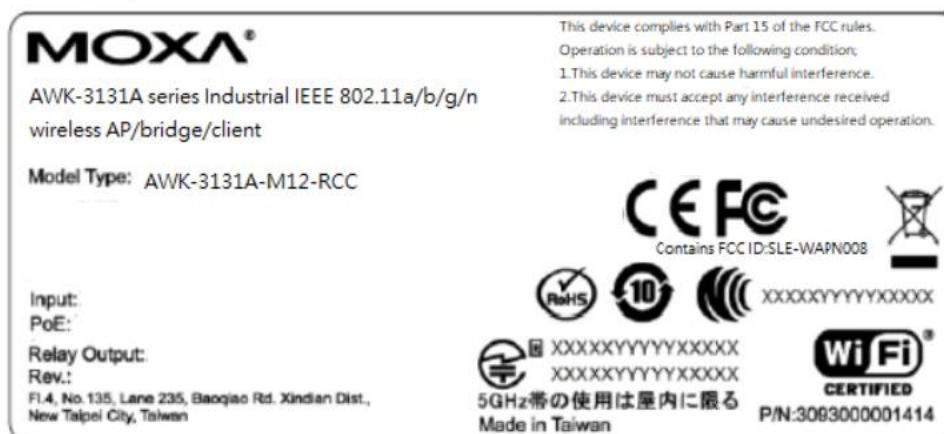 MOXA®
AWK-3131A series Industrial IEEE 802.11a/b/g/n
wireless AP/bridge/client
Model Type: AWK-3131A-M12-RCC
Input:
PoE:
Relay Output:
Rev.:
Fl.4, No.135, Lane 235, Baoqiao Rd. Xindian Dist.,
New Taipei City, Taiwan
This device complies with Part 15 of the FCC rules.
Operation is subject to the following condition;
1.This device may not cause harmful interference.
2.This device must accept any interference received
including interference that may cause undesired operation.
CE FC
Contains FCC ID:SLE-WAPN008
RoHS 10 XXXXXYYYYYXXXXX
R XXXXXYYYYYXXXXX
XXXXXYYYYYXXXXX
5GHz帯の使用は屋内に限る
Made in Taiwan
Wi Fi®
CERTIFIED
P/N:3093000001414